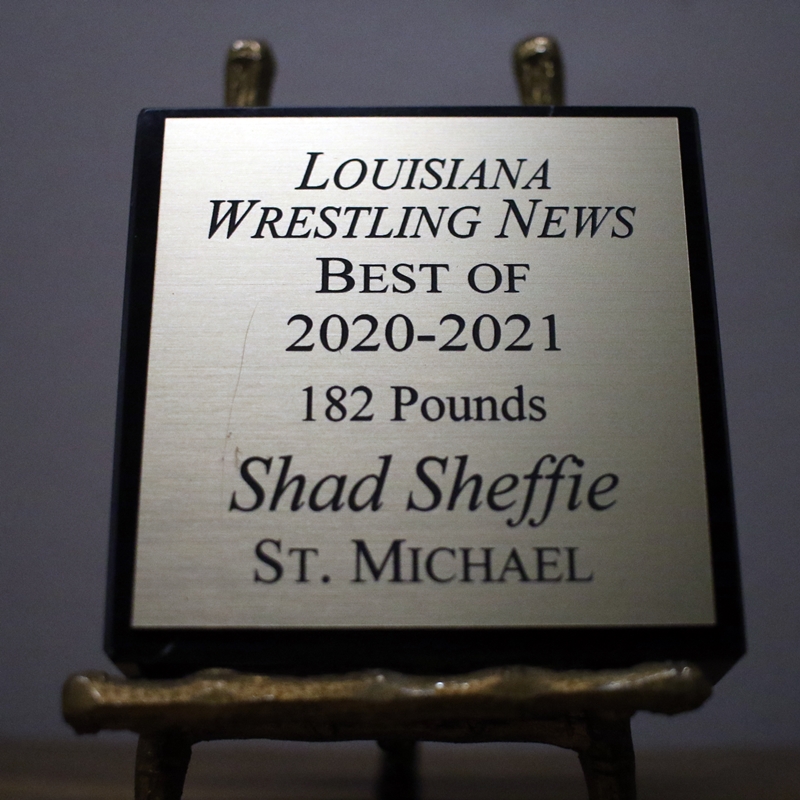 LOUISIANA
WRESTLING NEWS
BEST OF
2020-2021
182 Pounds
Shad Sheffie
ST. MICHAEL